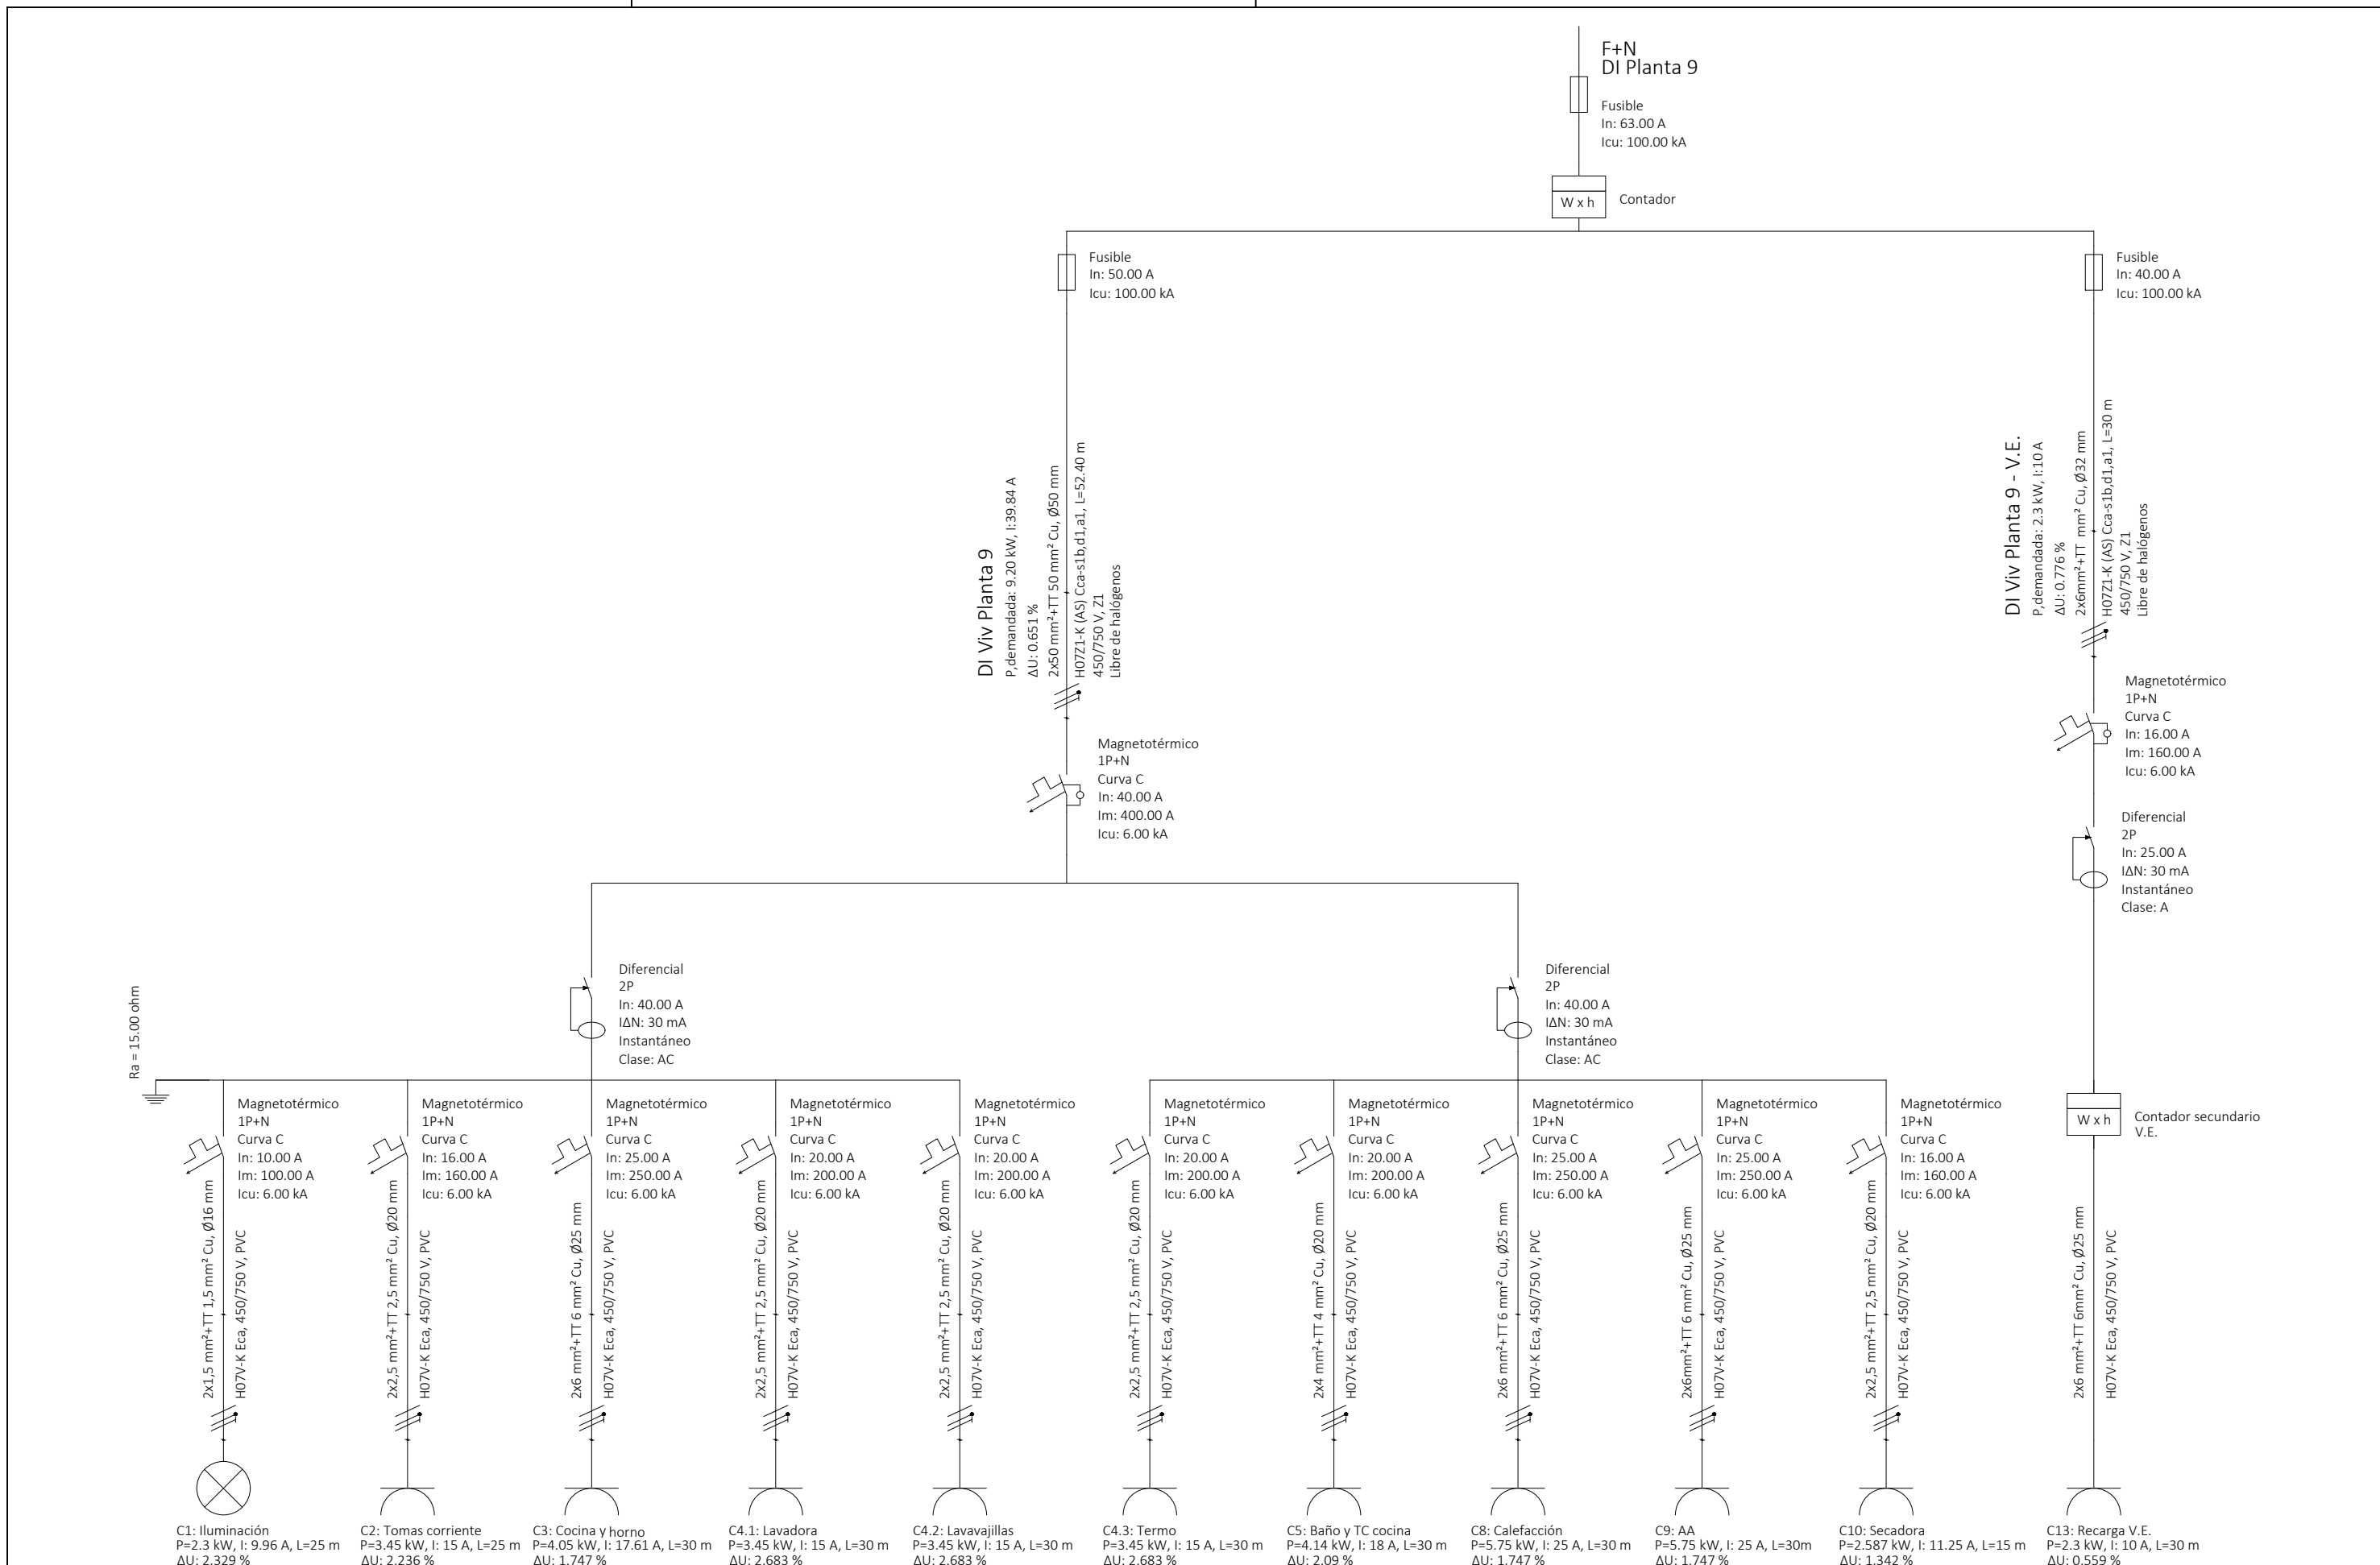 F+N
DI Planta 9
Fusible
In: 63.00 A
Icu: 100.00 kA
W x h
Contador
Fusible
In: 50.00 A
Icu: 100.00 kA
Fusible
In: 40.00 A
Icu: 100.00 kA
DI Viv Planta 9
P,demandada: 9.20 kW, I:39.84 A
ΔU: 0.651 %
2x50 mm²+TT 50 mm² Cu, Ø50 mm
H07Z1-K (AS) Cca-s1b,d1,a1, L=52.40 m
450/750 V, Z1
Libre de halógenos
DI Viv Planta 9 - V.E.
P,demandada: 2.3 kW, I:10 A
ΔU: 0.776 %
2x6mm²+TT mm² Cu, Ø32 mm
H07Z1-K (AS) Cca-s1b,d1,a1, L=30 m
450/750 V, Z1
Libre de halógenos
Magnetotérmico
1P+N
Curva C
In: 40.00 A
Im: 400.00 A
Icu: 6.00 kA
Magnetotérmico
1P+N
Curva C
In: 16.00 A
Im: 160.00 A
Icu: 6.00 kA
Diferencial
2P
In: 25.00 A
IΔN: 30 mA
Instantáneo
Clase: A
Diferencial
2P
In: 40.00 A
IΔN: 30 mA
Instantáneo
Clase: AC
Diferencial
2P
In: 40.00 A
IΔN: 30 mA
Instantáneo
Clase: AC
Ra = 15.00 ohm
Magnetotérmico
1P+N
Curva C
In: 10.00 A
Im: 100.00 A
Icu: 6.00 kA
2x1,5 mm²+TT 1,5 mm² Cu, Ø16 mm
H07V-K Eca, 450/750 V, PVC
C1: Iluminación
P=2.3 kW, I: 9.96 A, L=25 m
ΔU: 2.329 %
Magnetotérmico
1P+N
Curva C
In: 16.00 A
Im: 160.00 A
Icu: 6.00 kA
2x2,5 mm²+TT 2,5 mm² Cu, Ø20 mm
H07V-K Eca, 450/750 V, PVC
C2: Tomas corriente
P=3.45 kW, I: 15 A, L=25 m
ΔU: 2.236 %
Magnetotérmico
1P+N
Curva C
In: 25.00 A
Im: 250.00 A
Icu: 6.00 kA
2x6 mm²+TT 6 mm² Cu, Ø25 mm
H07V-K Eca, 450/750 V, PVC
C3: Cocina y horno
P=4.05 kW, I: 17.61 A, L=30 m
ΔU: 1.747 %
Magnetotérmico
1P+N
Curva C
In: 20.00 A
Im: 200.00 A
Icu: 6.00 kA
2x2,5 mm²+TT 2,5 mm² Cu, Ø20 mm
H07V-K Eca, 450/750 V, PVC
C4.1: Lavadora
P=3.45 kW, I: 15 A, L=30 m
ΔU: 2.683 %
Magnetotérmico
1P+N
Curva C
In: 20.00 A
Im: 200.00 A
Icu: 6.00 kA
2x2,5 mm²+TT 2,5 mm² Cu, Ø20 mm
H07V-K Eca, 450/750 V, PVC
C4.2: Lavavajillas
P=3.45 kW, I: 15 A, L=30 m
ΔU: 2.683 %
Magnetotérmico
1P+N
Curva C
In: 20.00 A
Im: 200.00 A
Icu: 6.00 kA
2x2,5 mm²+TT 2,5 mm² Cu, Ø20 mm
H07V-K Eca, 450/750 V, PVC
C4.3: Termo
P=3.45 kW, I: 15 A, L=30 m
ΔU: 2.683 %
Magnetotérmico
1P+N
Curva C
In: 20.00 A
Im: 200.00 A
Icu: 6.00 kA
2x4 mm²+TT 4 mm² Cu, Ø20 mm
H07V-K Eca, 450/750 V, PVC
C5: Baño y TC cocina
P=4.14 kW, I: 18 A, L=30 m
ΔU: 2.09 %
Magnetotérmico
1P+N
Curva C
In: 25.00 A
Im: 250.00 A
Icu: 6.00 kA
2x6 mm²+TT 6 mm² Cu, Ø25 mm
H07V-K Eca, 450/750 V, PVC
C8: Calefacción
P=5.75 kW, I: 25 A, L=30 m
ΔU: 1.747 %
Magnetotérmico
1P+N
Curva C
In: 25.00 A
Im: 250.00 A
Icu: 6.00 kA
2x6mm²+TT 6 mm² Cu, Ø25 mm
H07V-K Eca, 450/750 V, PVC
C9: AA
P=5.75 kW, I: 25 A, L=30m
ΔU: 1.747 %
Magnetotérmico
1P+N
Curva C
In: 16.00 A
Im: 160.00 A
Icu: 6.00 kA
2x2,5 mm²+TT 2,5 mm² Cu, Ø20 mm
H07V-K Eca, 450/750 V, PVC
C10: Secadora
P=2.587 kW, I: 11.25 A, L=15 m
ΔU: 1.342 %
W x h
Contador secundario
V.E.
2x6 mm²+TT 6mm² Cu, Ø25 mm
H07V-K Eca, 450/750 V, PVC
C13: Recarga V.E.
P=2.3 kW, I: 10 A, L=30 m
ΔU: 0.559 %